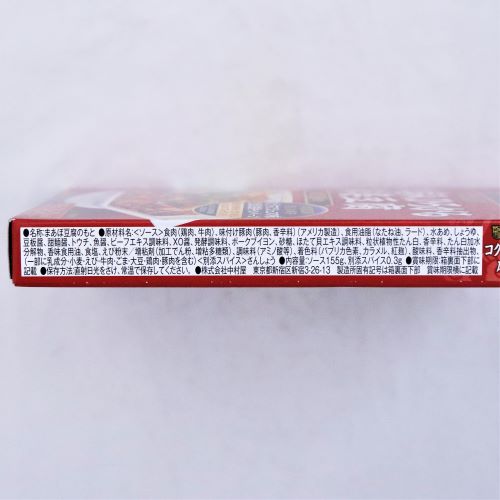 ●名称:まあぼ豆腐のもと ●原材料名:<ソース>食肉(鶏肉、牛肉)、味付け豚肉(豚肉、香辛料)(アメリカ製造)、食用油脂(なたね油、ラード)、水あめ、しょうゆ、
豆板醤、甜麺醤、トウチ、魚醤、ビーフエキス調味料、XO醤、発酵調味料、ポークブイヨン、砂糖、ほたて貝エキス調味料、粒状植物性たん白、香辛料、たん白加水
分解物、香味食用油、食塩、えび粉末/増粘剤(加工でん粉、増粘多糖類)、調味料(アミノ酸等)、着色料(パプリカ色素、カラメル、紅麹)、酸味料、香辛料抽出物、
(一部に乳成分・小麦・えび・牛肉・ごま・大豆・鶏肉・豚肉を含む)<別添スパイス>さんしょう ●内容量:ソース155g、別添スパイス0.3g ●賞味期限:箱裏面下部に
記載 ●保存方法:直射日光をさけ、常温で保存してください。 ●株式会社中村屋 東京都新宿区新宿3-26-13 製造所固有記号は箱裏面下部 賞味期限横に記載
コク